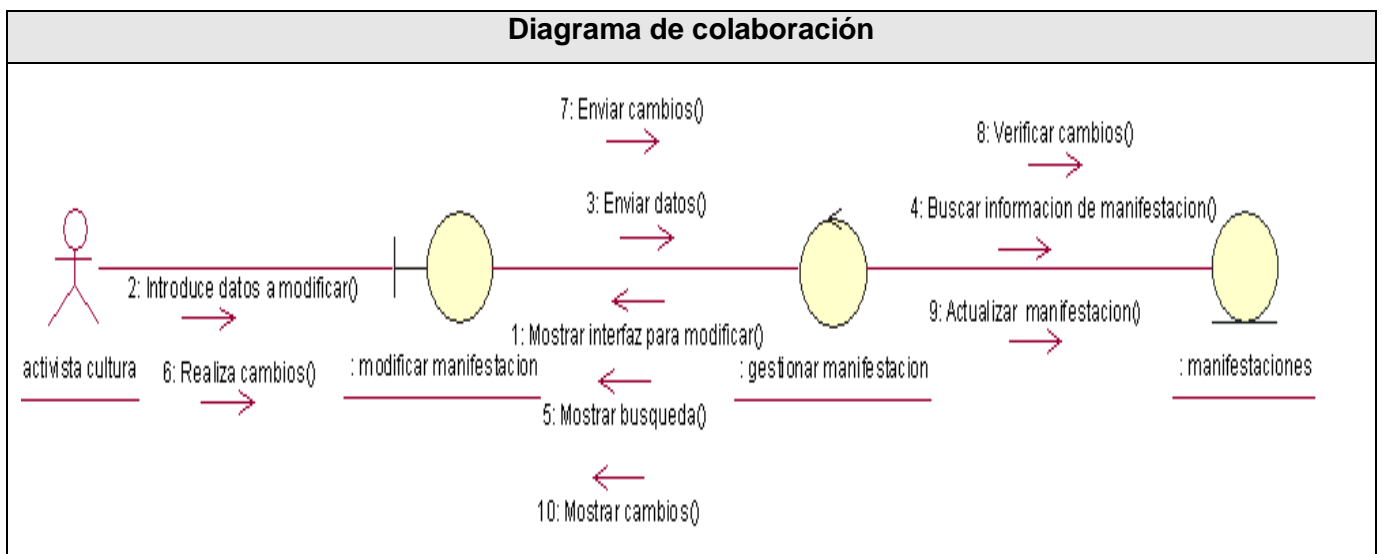 Diagrama de colaboración
7: Enviar cambios()
8: Verificar cambios()
3: Enviar datos()
4: Buscar informacion de manifestacion()
2: Introduce datos a modificar()
9: Actualizar manifestacion()
1: Mostrar interfaz para modificar()
activista cultura
6: Realiza cambios()
: modificar manifestacion
: gestionar manifestacion
: manifestaciones
5: Mostrar busqueda()
10: Mostrar cambios()